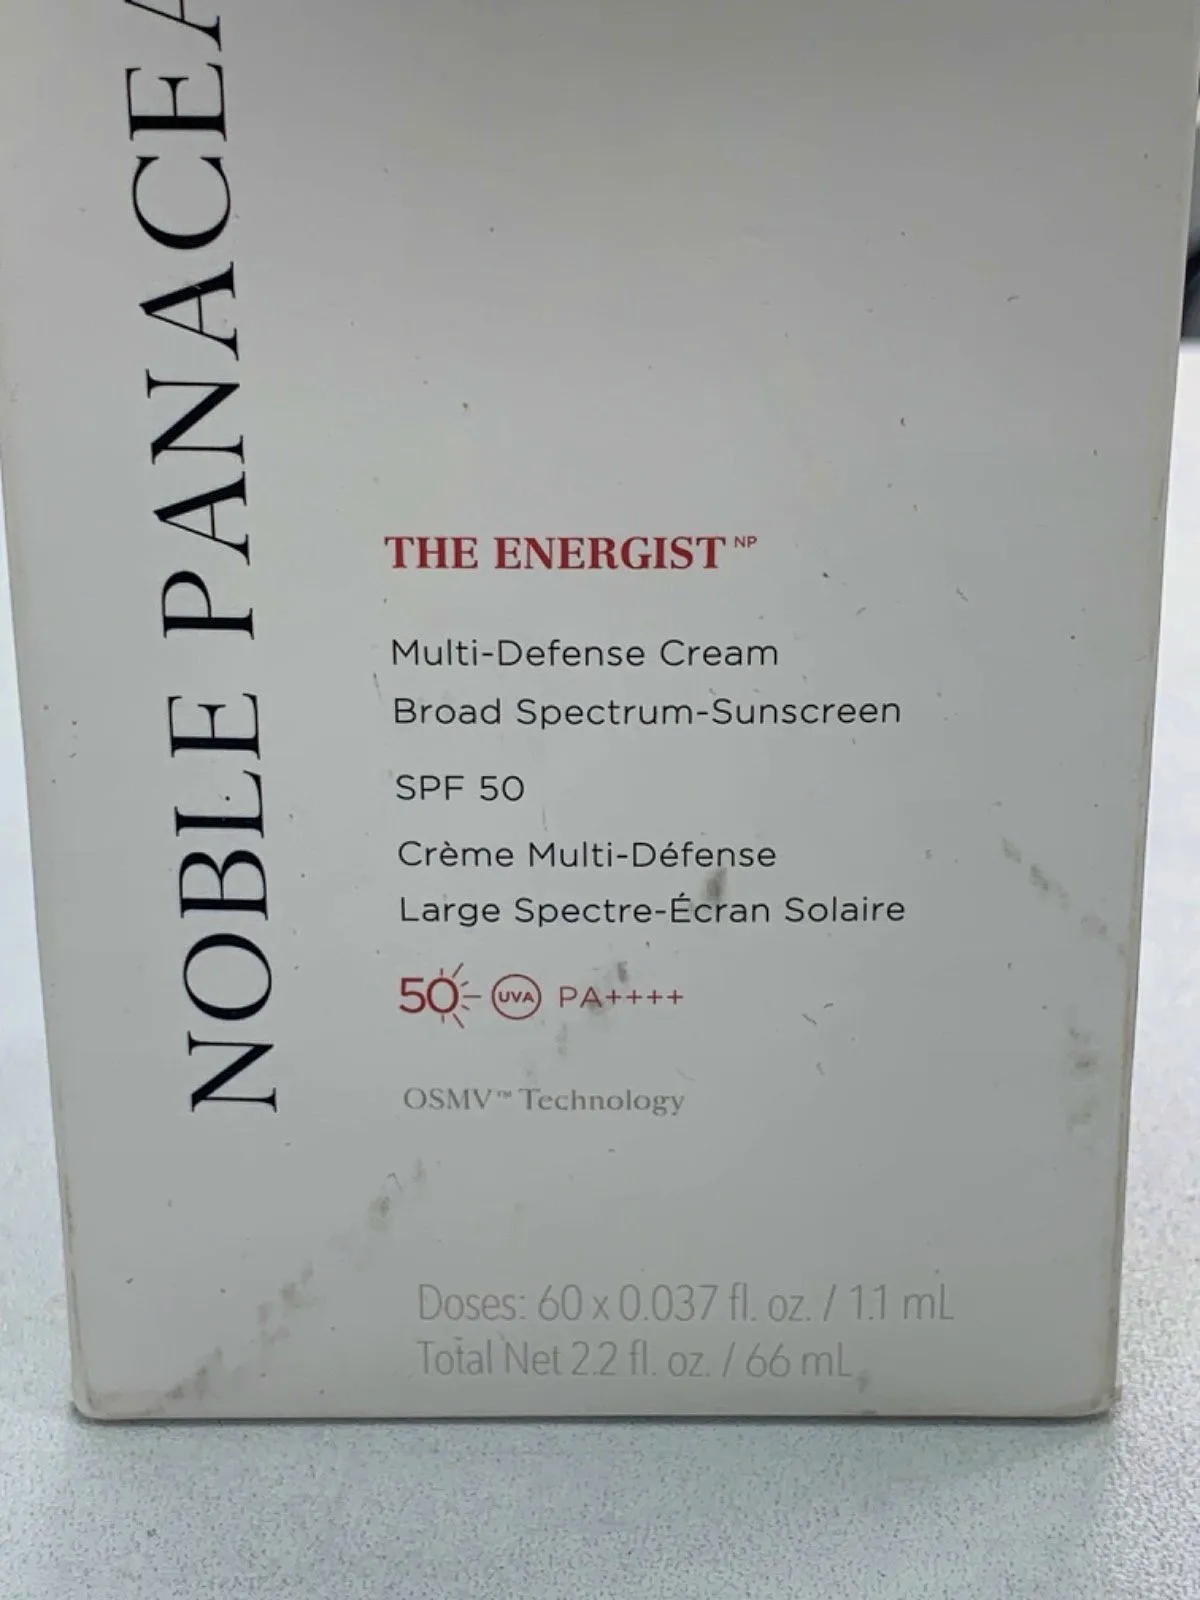 NOBLE PANACEA
THE ENERGIST NP
Multi-Defense Cream
Broad Spectrum-Sunscreen
SPF 50
Crème Multi-Défense
Large Spectre-Écran Solaire
50 UVA PA++++
OSMV™ Technology
Doses: 60 x 0.037 fl. oz. / 1.1 mL
Total Net 2.2 fl. oz. / 66 mL